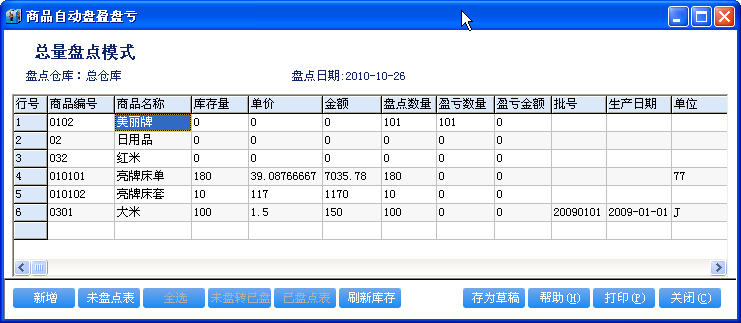 商品自动盘盈盘亏
总量盘点模式
盘点仓库：总仓库 盘点日期:2010-10-26
行号 商品编号 商品名称 库存量 单价 金额 盘点数量 盈亏数量 盈亏金额 批号 生产日期 单位
1 0102 美丽牌 0 0 0 101 101 0
2 02 日用品 0 0 0 0 0 0
3 032 红米 0 0 0 0 0 0
4 010101 亮牌床单 180 39.08766667 7035.78 180 0 0 77
5 010102 亮牌床套 10 117 1170 10 0 0
6 0301 大米 100 1.5 150 100 0 0 20090101 2009-01-01 J
新增 未盘点表 全选 未盘转已盘 已盘点表 刷新库存 存为草稿 帮助(H) 打印(P) 关闭(C)